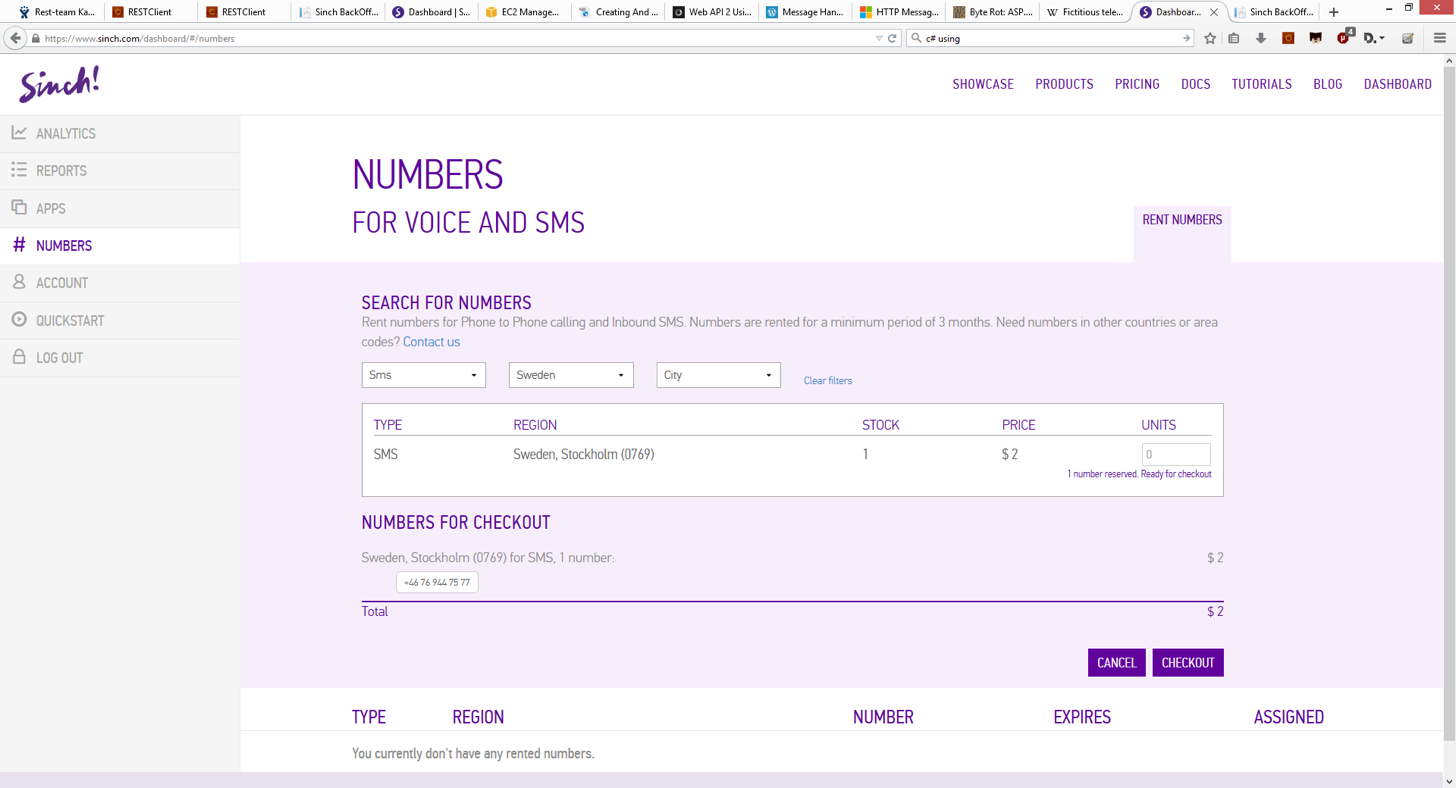 Rest-team Ka... RESTClient RESTClient Sinch BackOff... Dashboard | S... EC2 Manage... Creating And ... Web API 2 Usi... Message Han... HTTP Messag... Byte Rot: ASP.... Fictitious tele... Dashboar... Sinch BackOff...
https://www.sinch.com/dashboard/#/numbers c# using 4
Sinch! SHOWCASE PRODUCTS PRICING DOCS TUTORIALS BLOG DASHBOARD
ANALYTICS
REPORTS
APPS
NUMBERS
ACCOUNT
QUICKSTART
LOG OUT
NUMBERS
FOR VOICE AND SMS
RENT NUMBERS
SEARCH FOR NUMBERS
Rent numbers for Phone to Phone calling and Inbound SMS. Numbers are rented for a minimum period of 3 months. Need numbers in other countries or area
codes? Contact us
Sms Sweden City Clear filters
TYPE REGION STOCK PRICE UNITS
SMS Sweden, Stockholm (0769) 1 $ 2 0
1 number reserved. Ready for checkout
NUMBERS FOR CHECKOUT
Sweden, Stockholm (0769) for SMS, 1 number: $ 2
+46 76 944 75 77
Total $ 2
CANCEL CHECKOUT
TYPE REGION NUMBER EXPIRES ASSIGNED
You currently don't have any rented numbers.